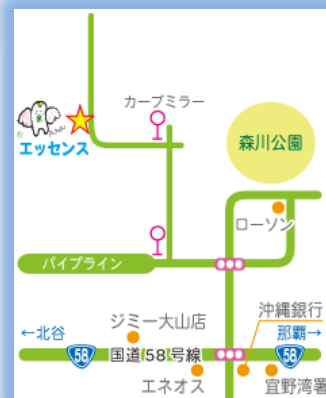 カーブミラー
エッセンス
森川公園
ローソン
パイプライン
沖縄銀行
ジミー大山店
←北谷
那覇→
58
国道58号線
58
エネオス
宜野湾署